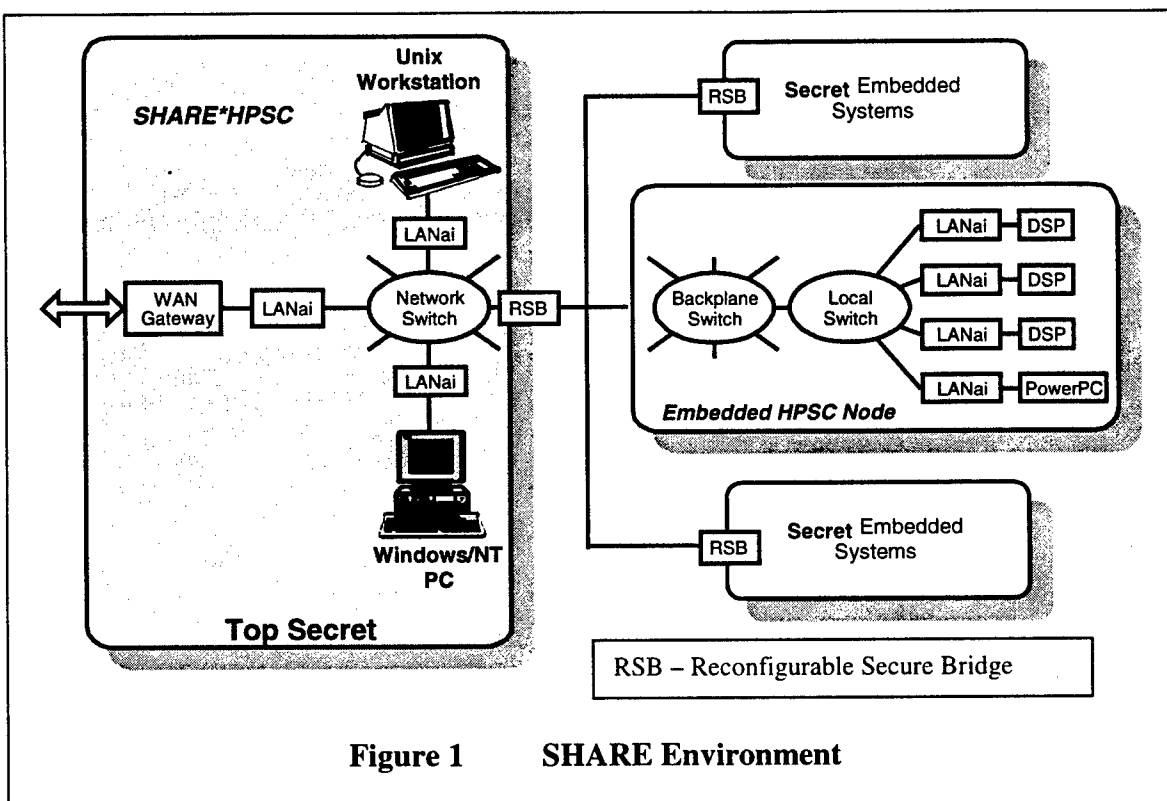 SHARE*HPSC
Unix
Workstation
LANai
WAN
Gateway
LANai
Network
Switch
RSB
LANai
Windows/NT
PC
Top Secret
RSB
Secret Embedded
Systems
Backplane
Switch
Local
Switch
LANai
DSP
LANai
DSP
LANai
DSP
LANai
PowerPC
Embedded HPSC Node
RSB
Secret Embedded
Systems
RSB – Reconfigurable Secure Bridge
Figure 1 SHARE Environment